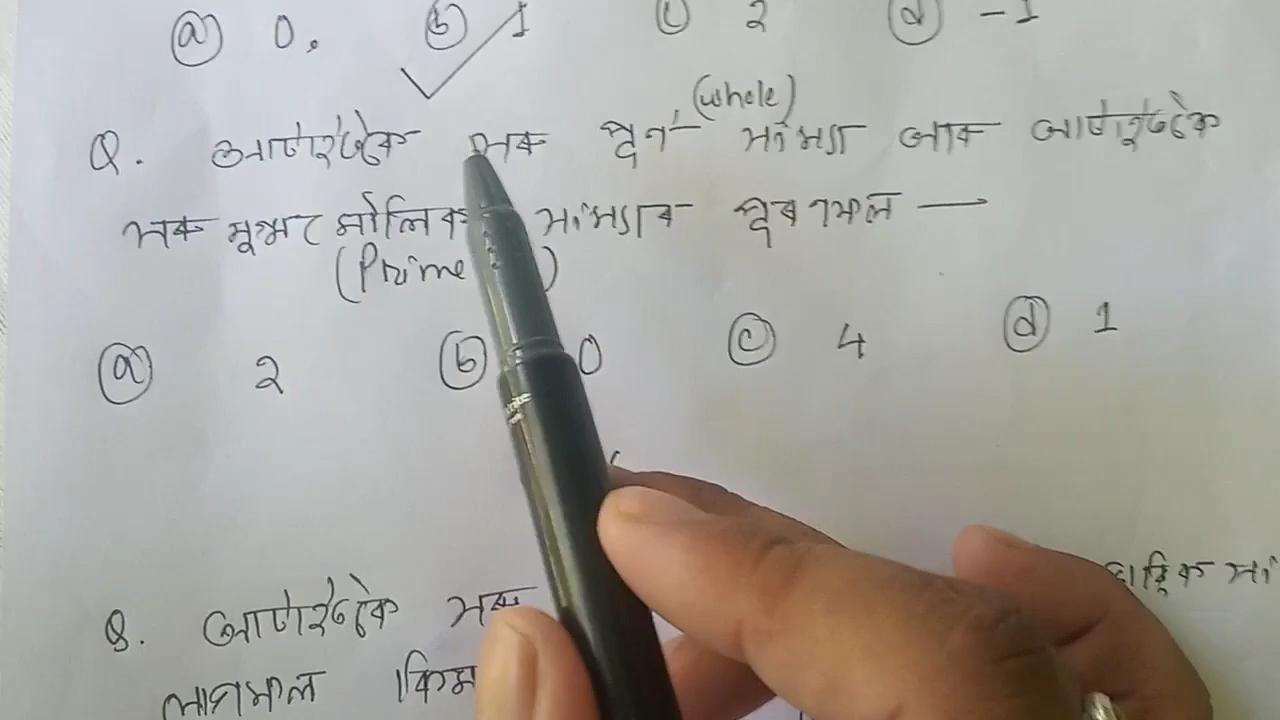 ⓐ 0. ⓑ 1 ⓒ 2 ⓓ -1
(whole)
Q. আটাইতকৈ সৰু পূৰ্ন সংখ্যা আৰু আটাইতকৈ
সৰু যুগ্ম মৌলিক সংখ্যাৰ পূৰণফল —
(Prime )
ⓐ 2 ⓑ 0 ⓒ 4 ⓓ 1
Q. আটাইতকৈ সৰু